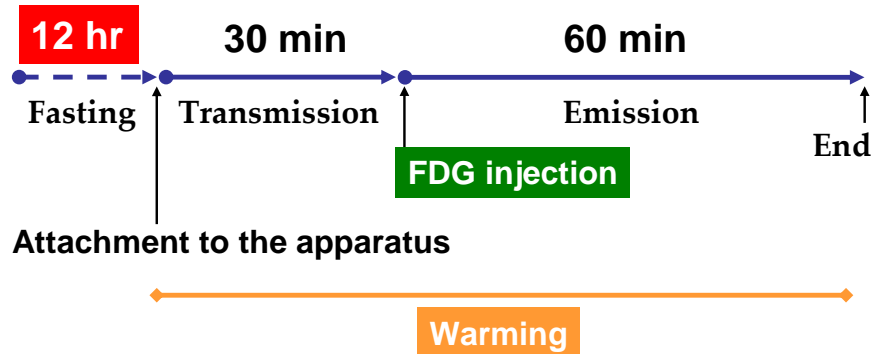 12 hr 30 min 60 min
Fasting Transmission Emission
End
FDG injection
Attachment to the apparatus
Warming